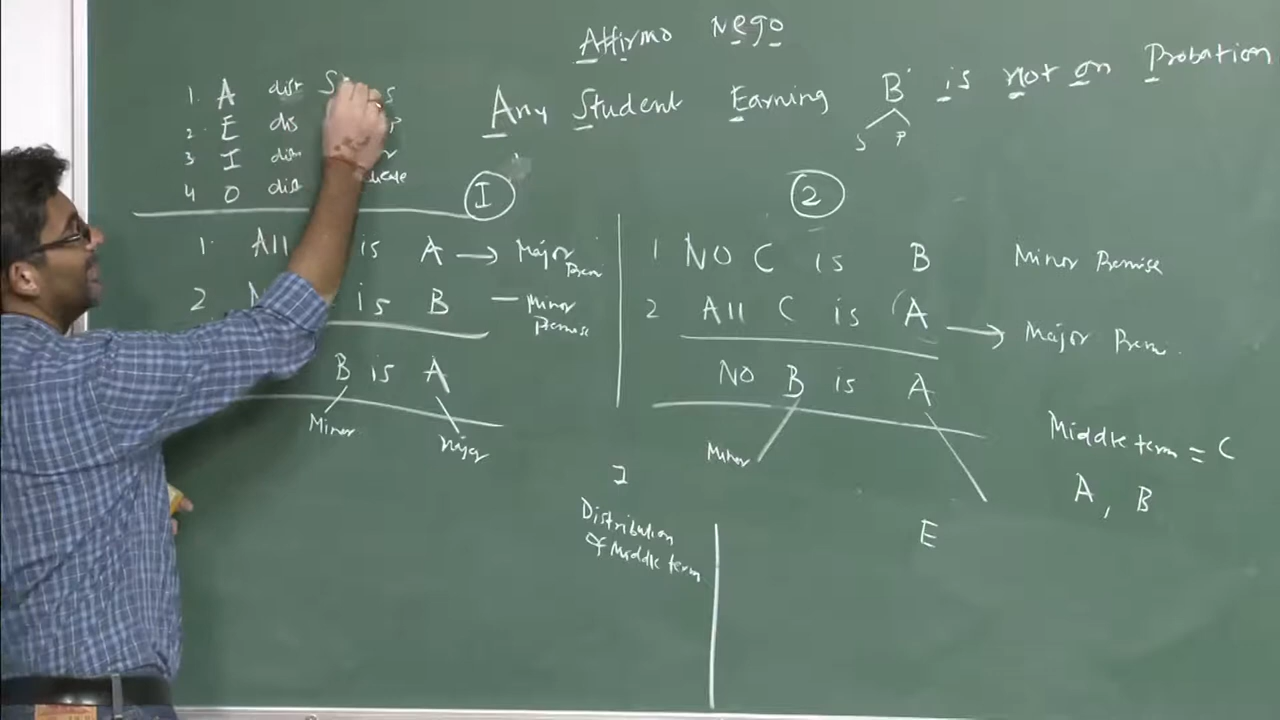 Affirmo Nego
Any Student Earning B is not on Probation
S P
1. A dist S
2. E dis P
3 I dist
4 O dist
I
1. All is A → Major Prem
2 is B — Minor Premise
B is A
Minor
Major
2
1 NO C is B Minor Premise
2 All C is A → Major Prem.
NO B is A
Minor
Middle term = C
A, B
I
Distribution
of Middle term
E